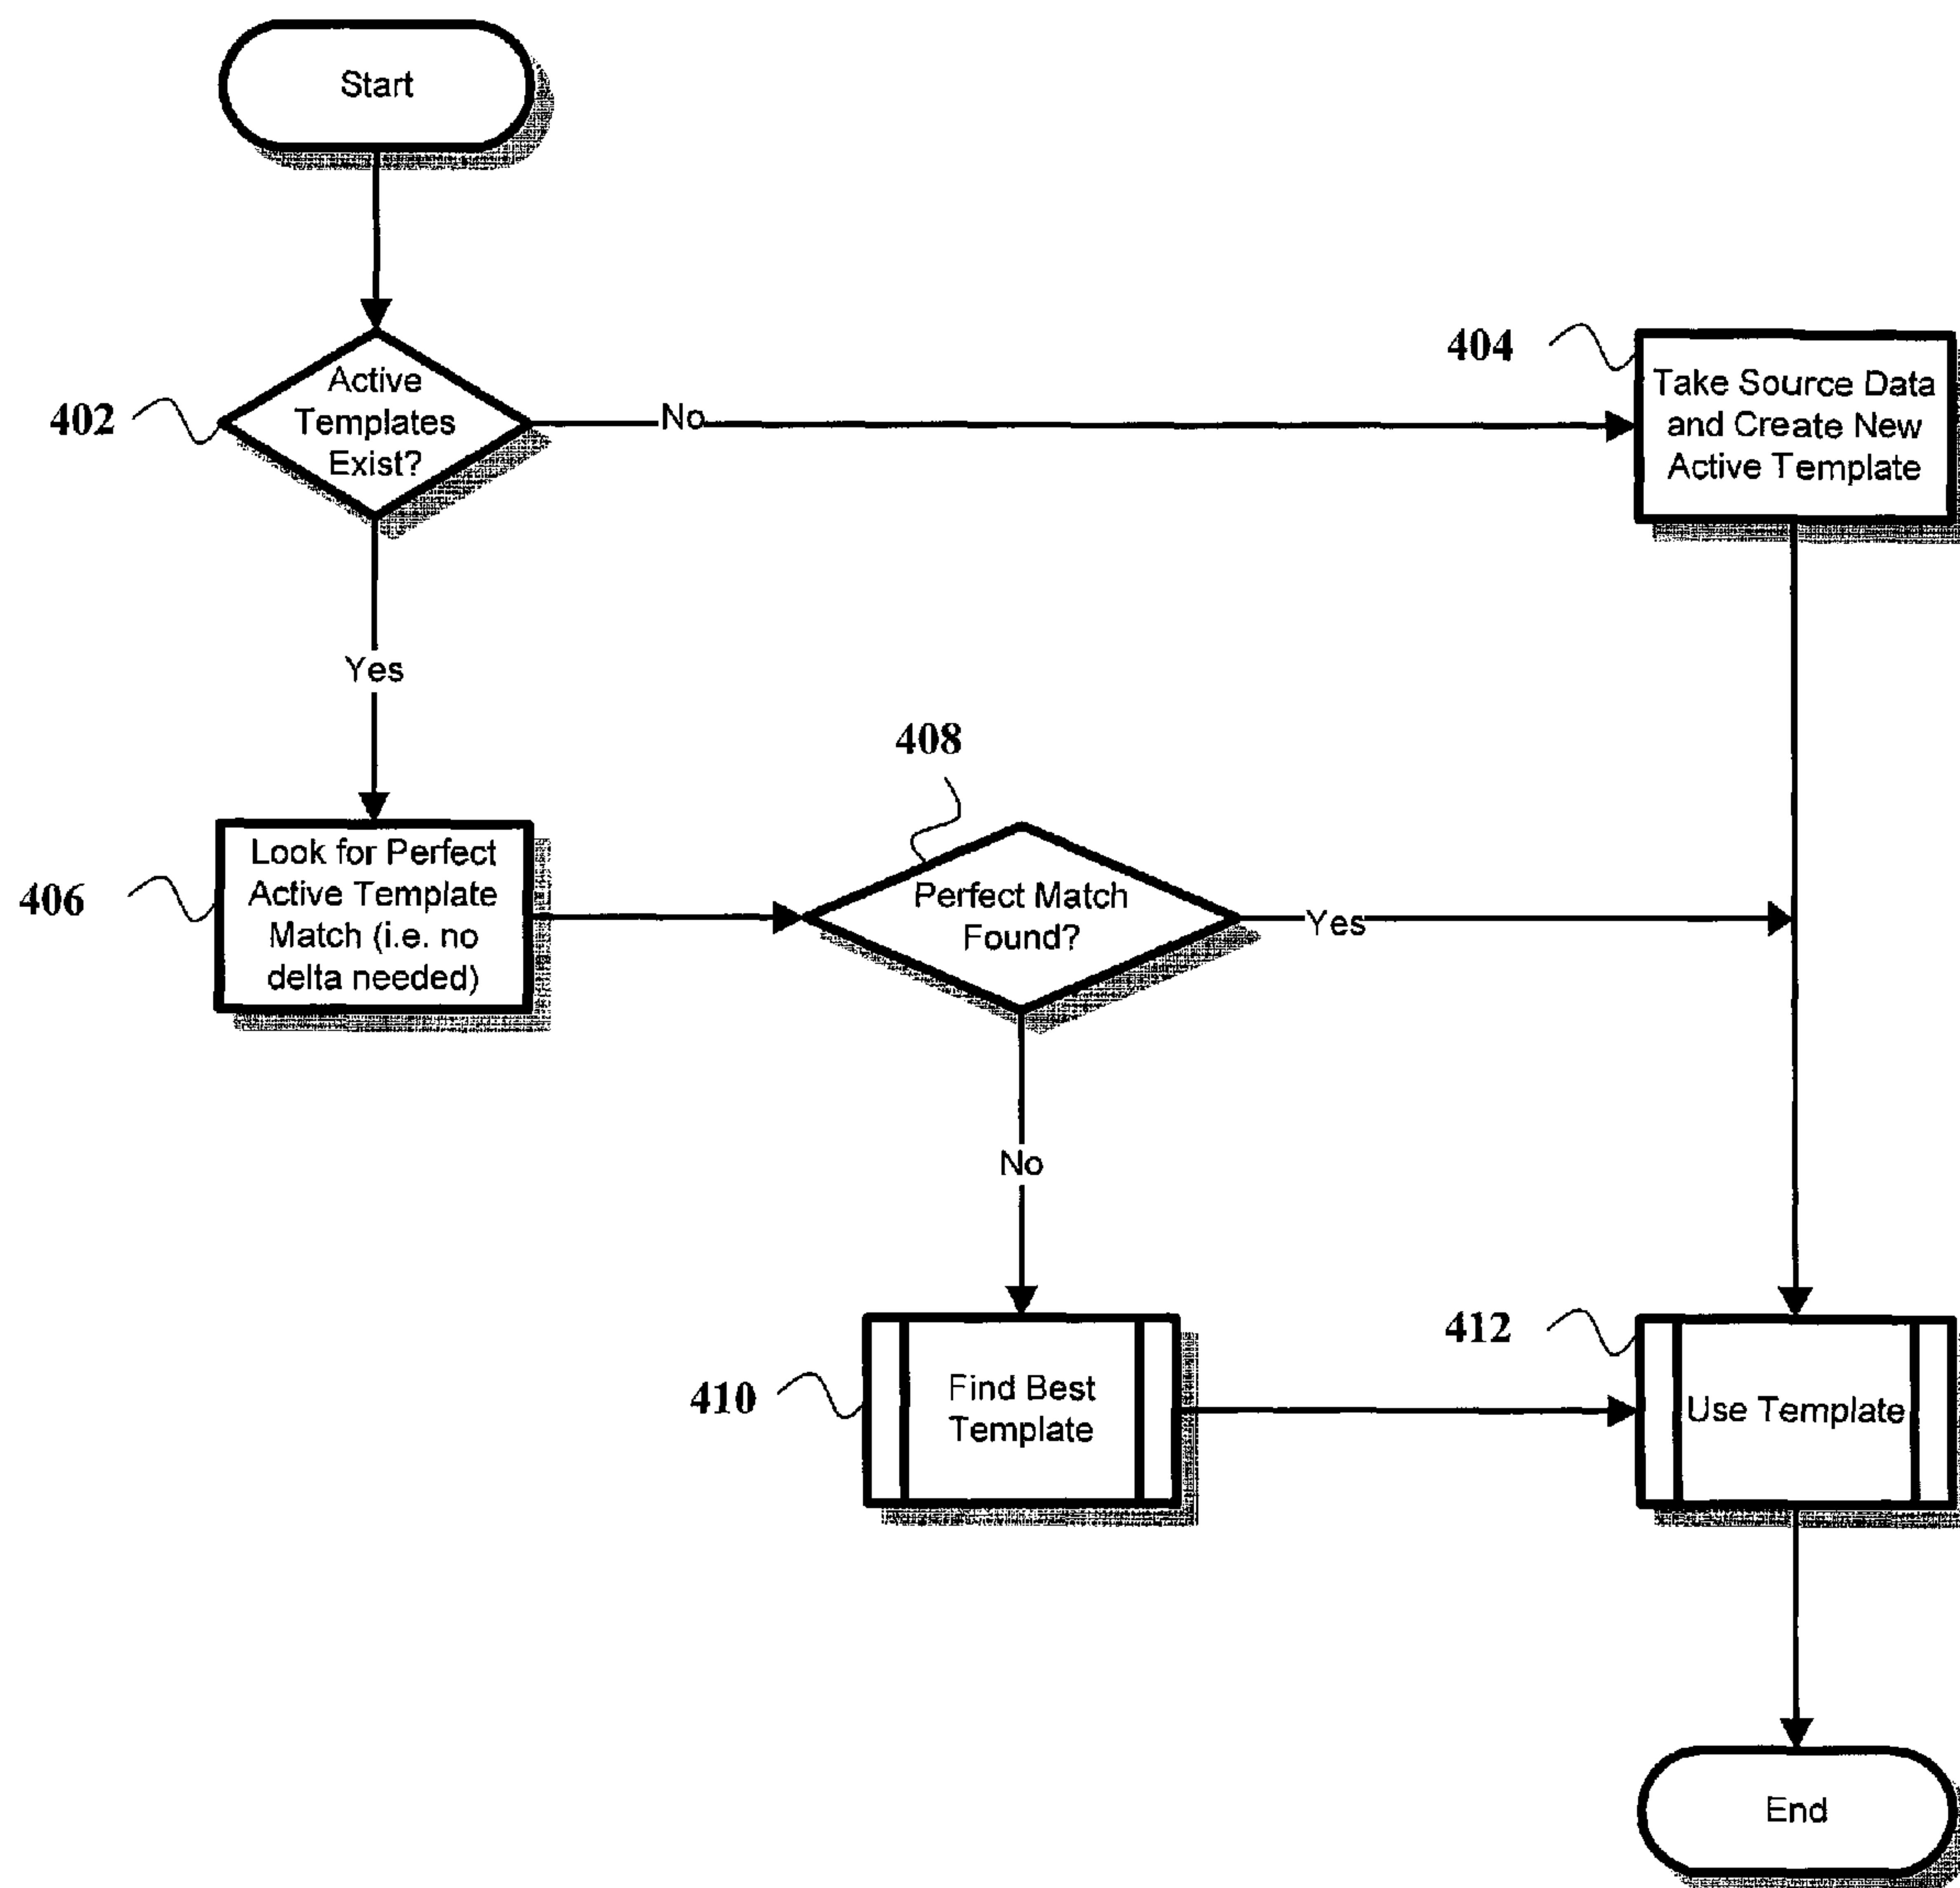 Start
402
Active
Templates
Exist?
No
404
Take Source Data
and Create New
Active Template
Yes
406
Look for Perfect
Active Template
Match (i.e. no
delta needed)
408
Perfect Match
Found?
Yes
No
410
Find Best
Template
412
Use Template
End